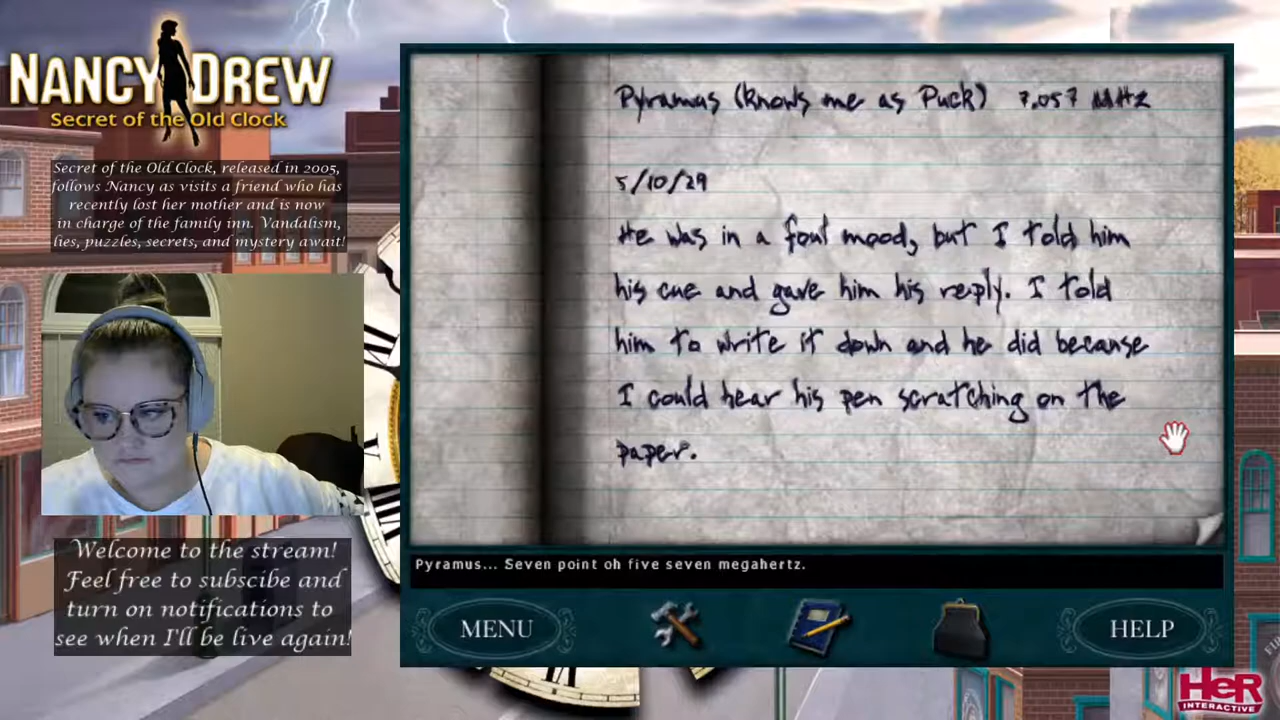 NANCY DREW
Secret of the Old Clock
Secret of the Old Clock, released in 2005,
follows Nancy as visits a friend who has
recently lost her mother and is now
in charge of the family inn. Vandalism,
lies, puzzles, secrets, and mystery await!
Welcome to the stream!
Feel free to subscibe and
turn on notifications to
see when I'll be live again!
Pyramus (knows me as Puck) 7.057 MHz
5/10/29
He was in a foul mood, but I told him
his cue and gave him his reply. I told
him to write it down and he did because
I could hear his pen scratching on the
paper.
Pyramus... Seven point oh five seven megahertz.
MENU
HELP
HeR
INTERACTIVE